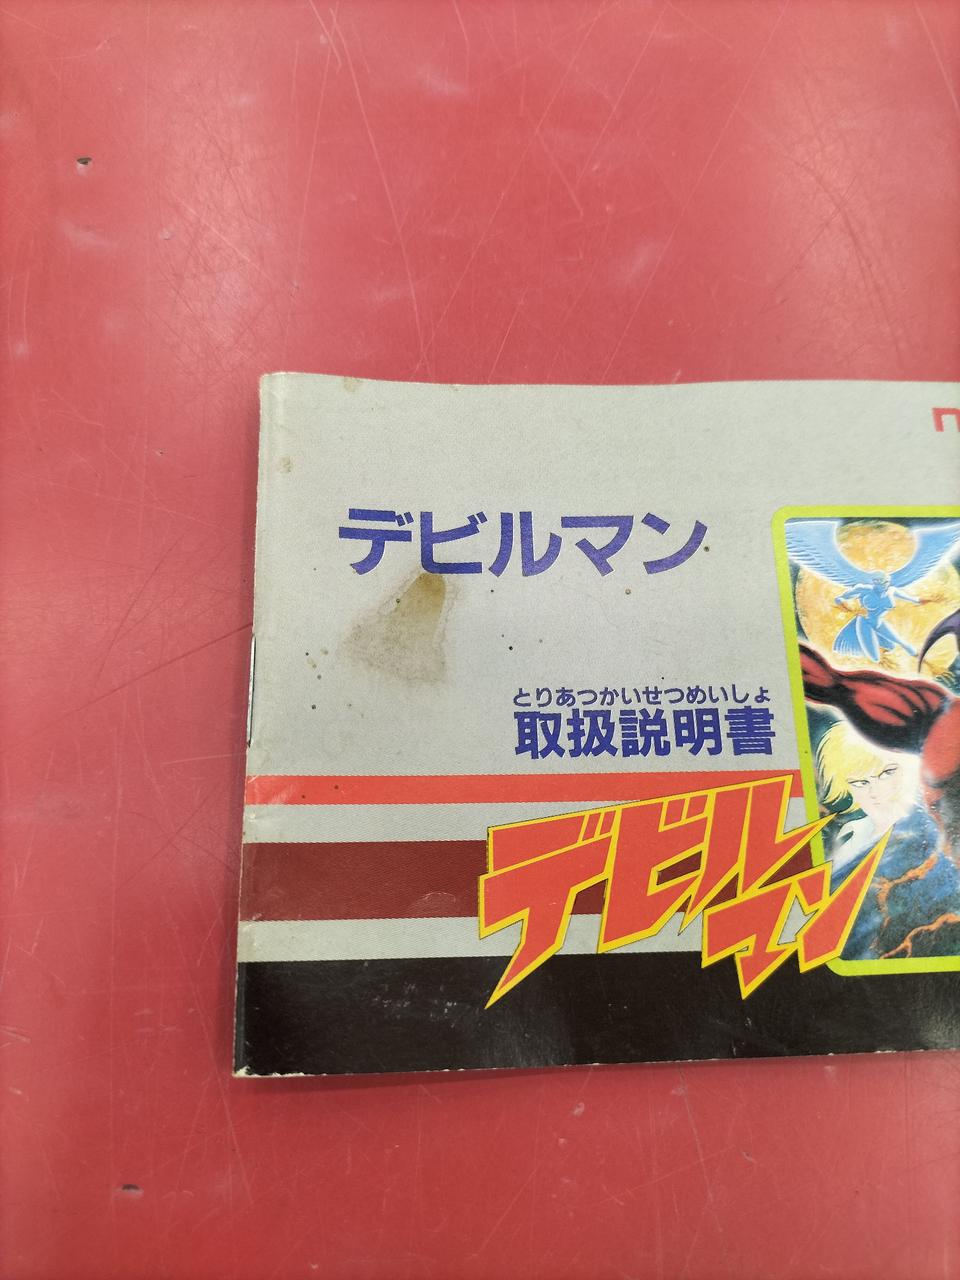 デビルマン
とりあつかいせつめいしょ
取扱説明書
デビルマン